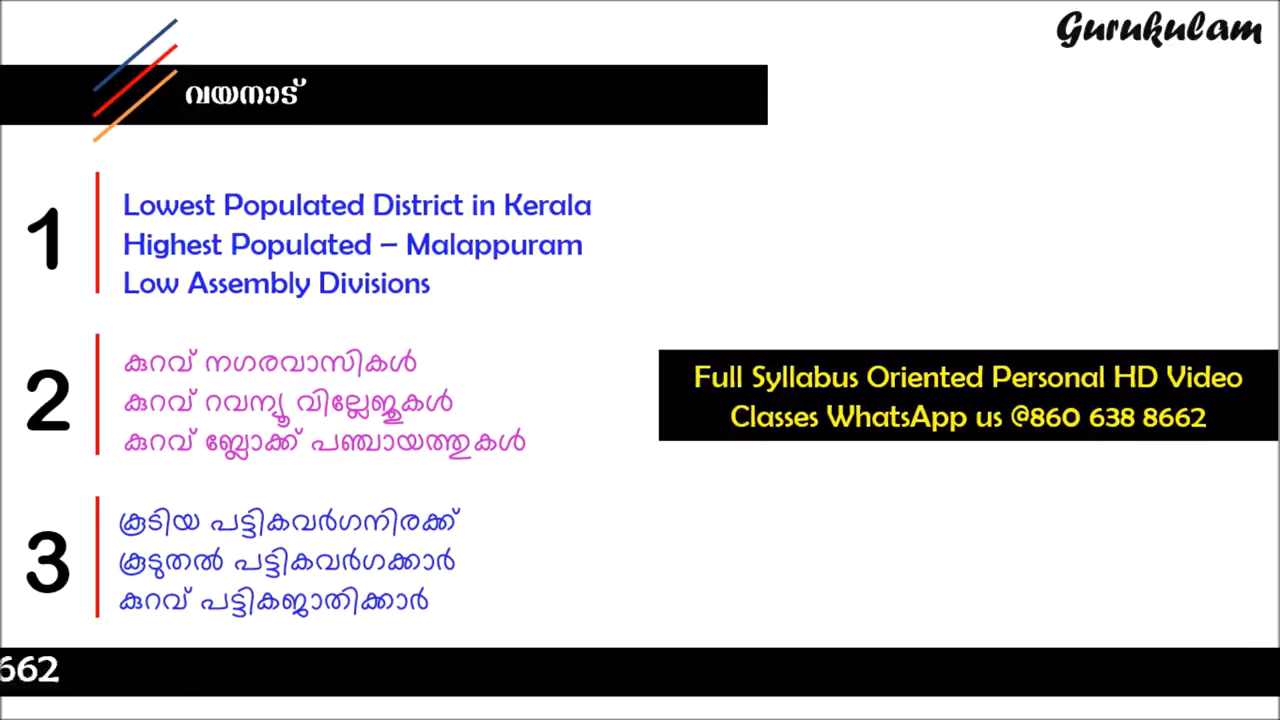 Gurukulam
വയനാട്
1
Lowest Populated District in Kerala
Highest Populated – Malappuram
Low Assembly Divisions
2
കുറവ് നഗരവാസികൾ
കുറവ് റവന്യൂ വില്ലേജുകൾ
കുറവ് ബ്ലോക്ക് പഞ്ചായത്തുകൾ
Full Syllabus Oriented Personal HD Video
Classes WhatsApp us @860 638 8662
3
കൂടിയ പട്ടികവർഗനിരക്ക്
കൂടുതൽ പട്ടികവർഗക്കാർ
കുറവ് പട്ടികജാതിക്കാർ
662